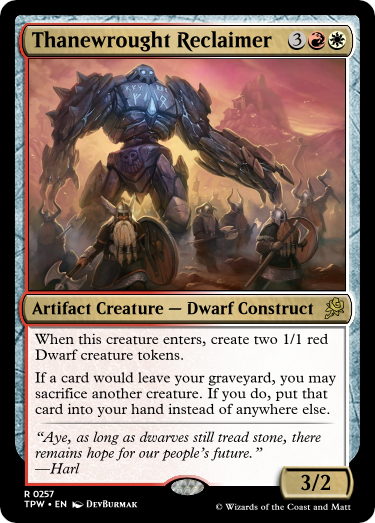 Thanewrought Reclaimer 3
Artifact Creature — Dwarf Construct
When this creature enters, create two 1/1 red
Dwarf creature tokens.
If a card would leave your graveyard, you may
sacrifice another creature. If you do, put that
card into your hand instead of anywhere else.
“Aye, as long as dwarves still tread stone, there
remains hope for our people’s future.”
—Harl
3/2
R 0257
TPW • EN DevBurmak
© Wizards of the Coast and Matt